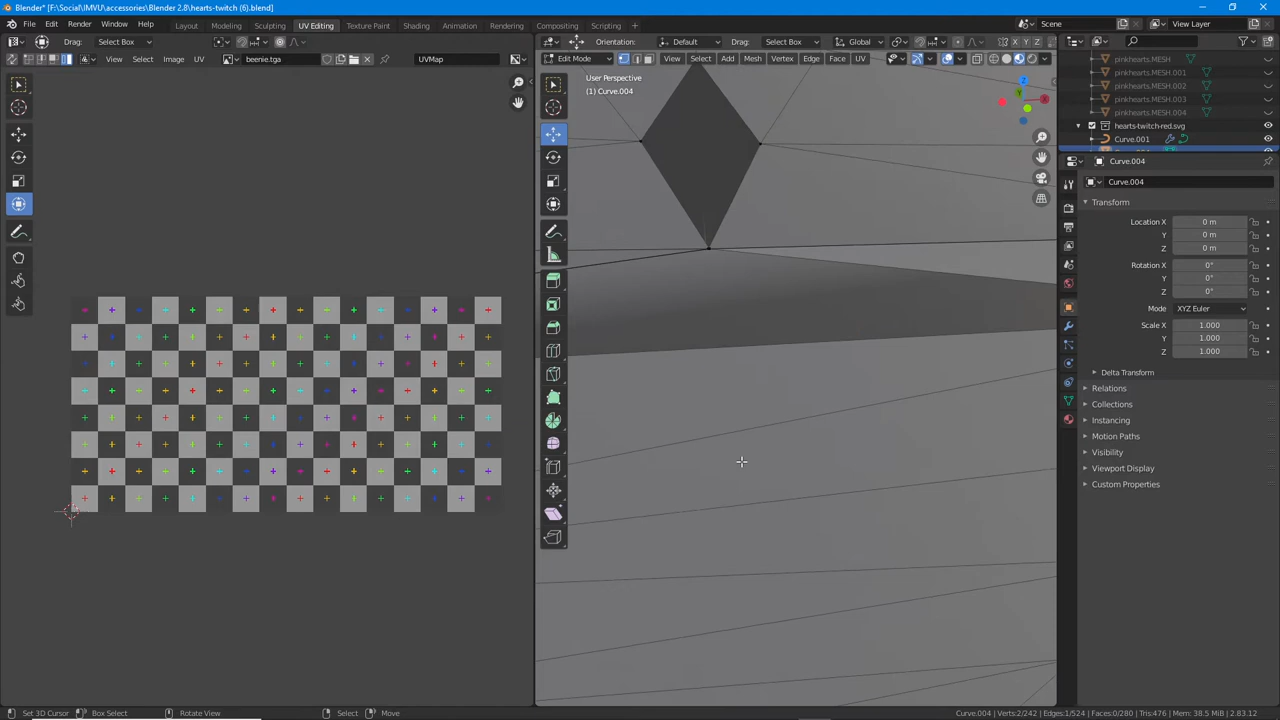 Blender* [F:\Social\IMVU\accessories\Blender 2.8\hearts-twitch (6).blend]
File Edit Render Window Help Layout Modeling Sculpting UV Editing Texture Paint Shading Animation Rendering Compositing Scripting Scene View Layer
Drag: Select Box Orientation: Default Drag: Select Box Global X Y Z
View Select Image UV beenie.tga UVMap Edit Mode View Select Add Mesh Vertex Edge Face UV
pinkhearts.MESH
pinkhearts.MESH.001
pinkhearts.MESH.002
pinkhearts.MESH.003
pinkhearts.MESH.004
hearts-twitch-red.svg
Curve.001
User Perspective
(1) Curve.004
Z
Y
X
Curve.004
Curve.004
Transform
Location X 0 m
Y 0 m
Z 0 m
Rotation X 0°
Y 0°
Z 0°
Mode XYZ Euler
Scale X 1.000
Y 1.000
Z 1.000
Delta Transform
Relations
Collections
Instancing
Motion Paths
Visibility
Viewport Display
Custom Properties
Set 3D Cursor Box Select Rotate View Select Move Curve.004 | Verts:2/242 | Edges:1/524 | Faces:0/280 | Tris:476 | Mem: 38.5 MiB | 2.83.12